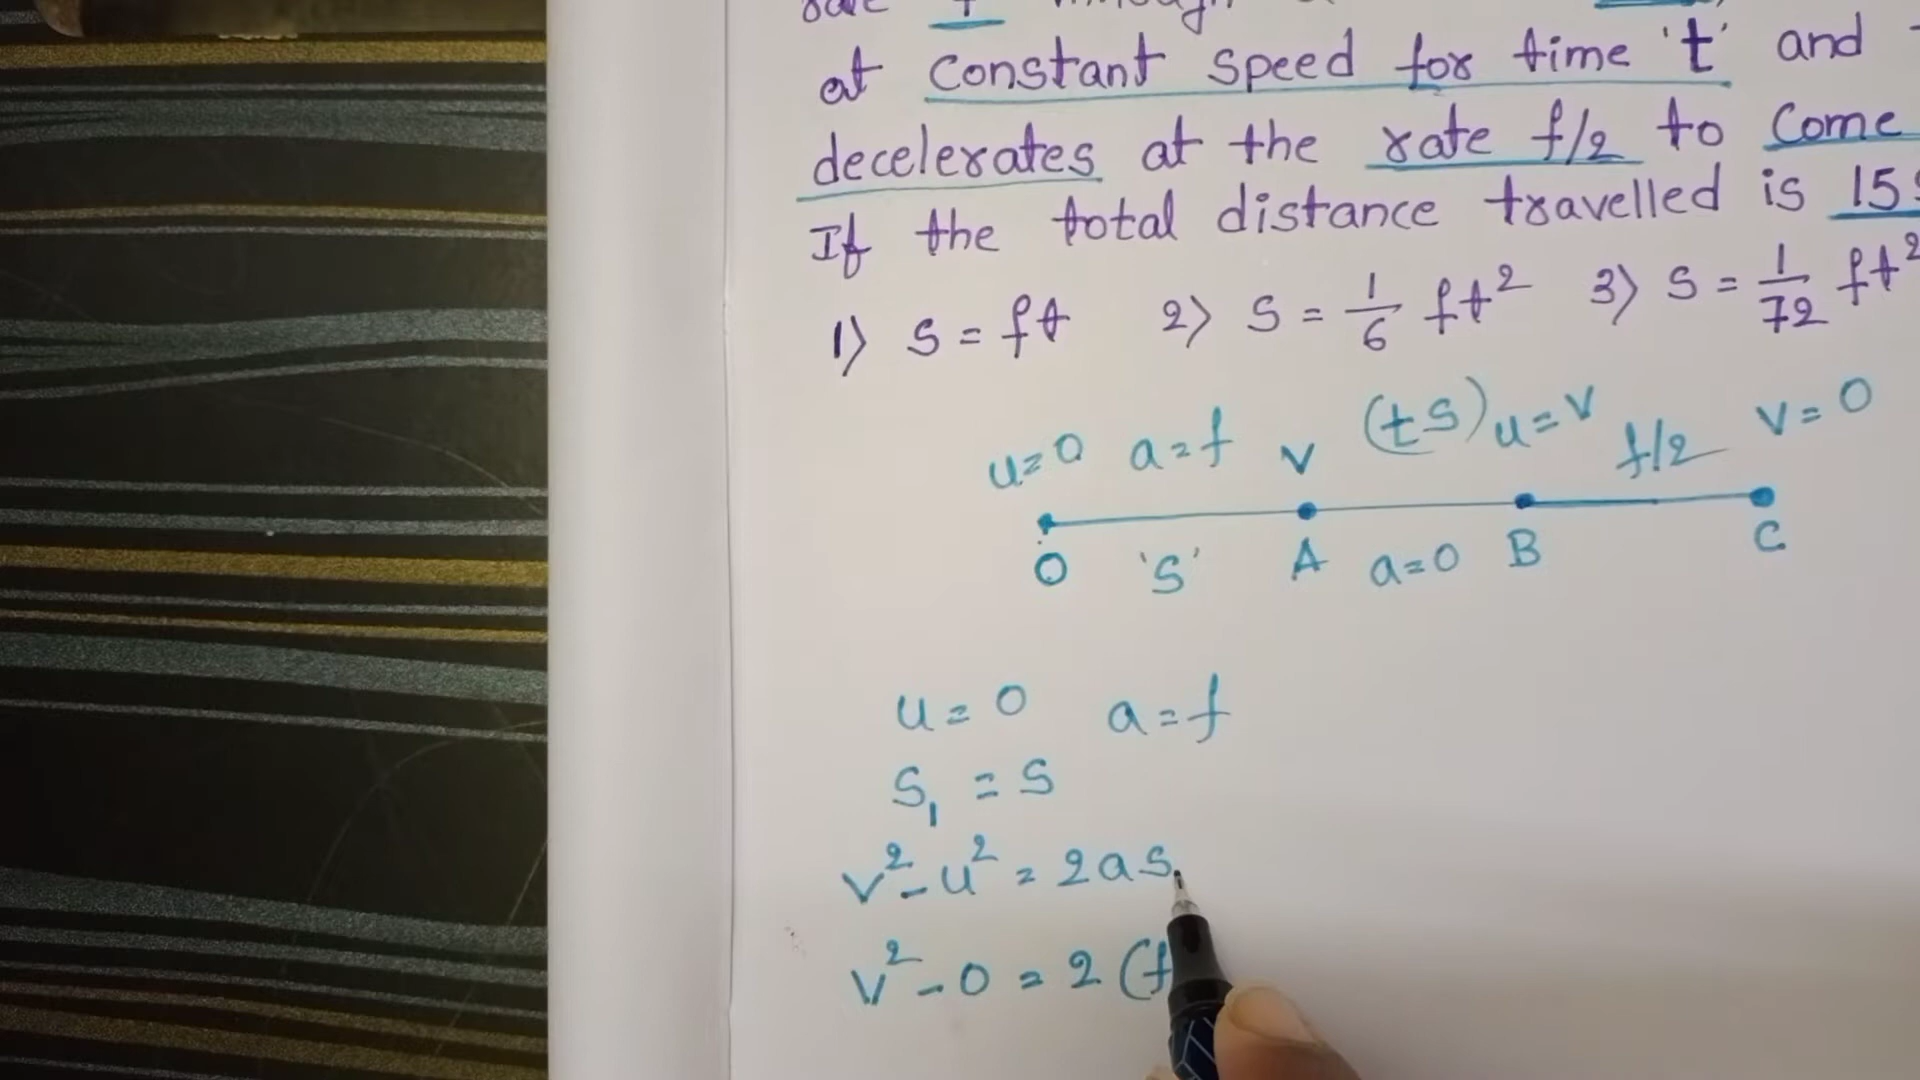 at constant speed for time 't' and
decelerates at the rate f/2 to come
If the total distance travelled is 15
1) S = ft 2) S = 1/6 ft² 3) S = 1/72 ft²
u=0 a=f v (ts) u=v f/2 v=0
O 'S' A a=0 B C
u=0 a=f
S₁ = S
v²-u² = 2as
v²-0 = 2(f